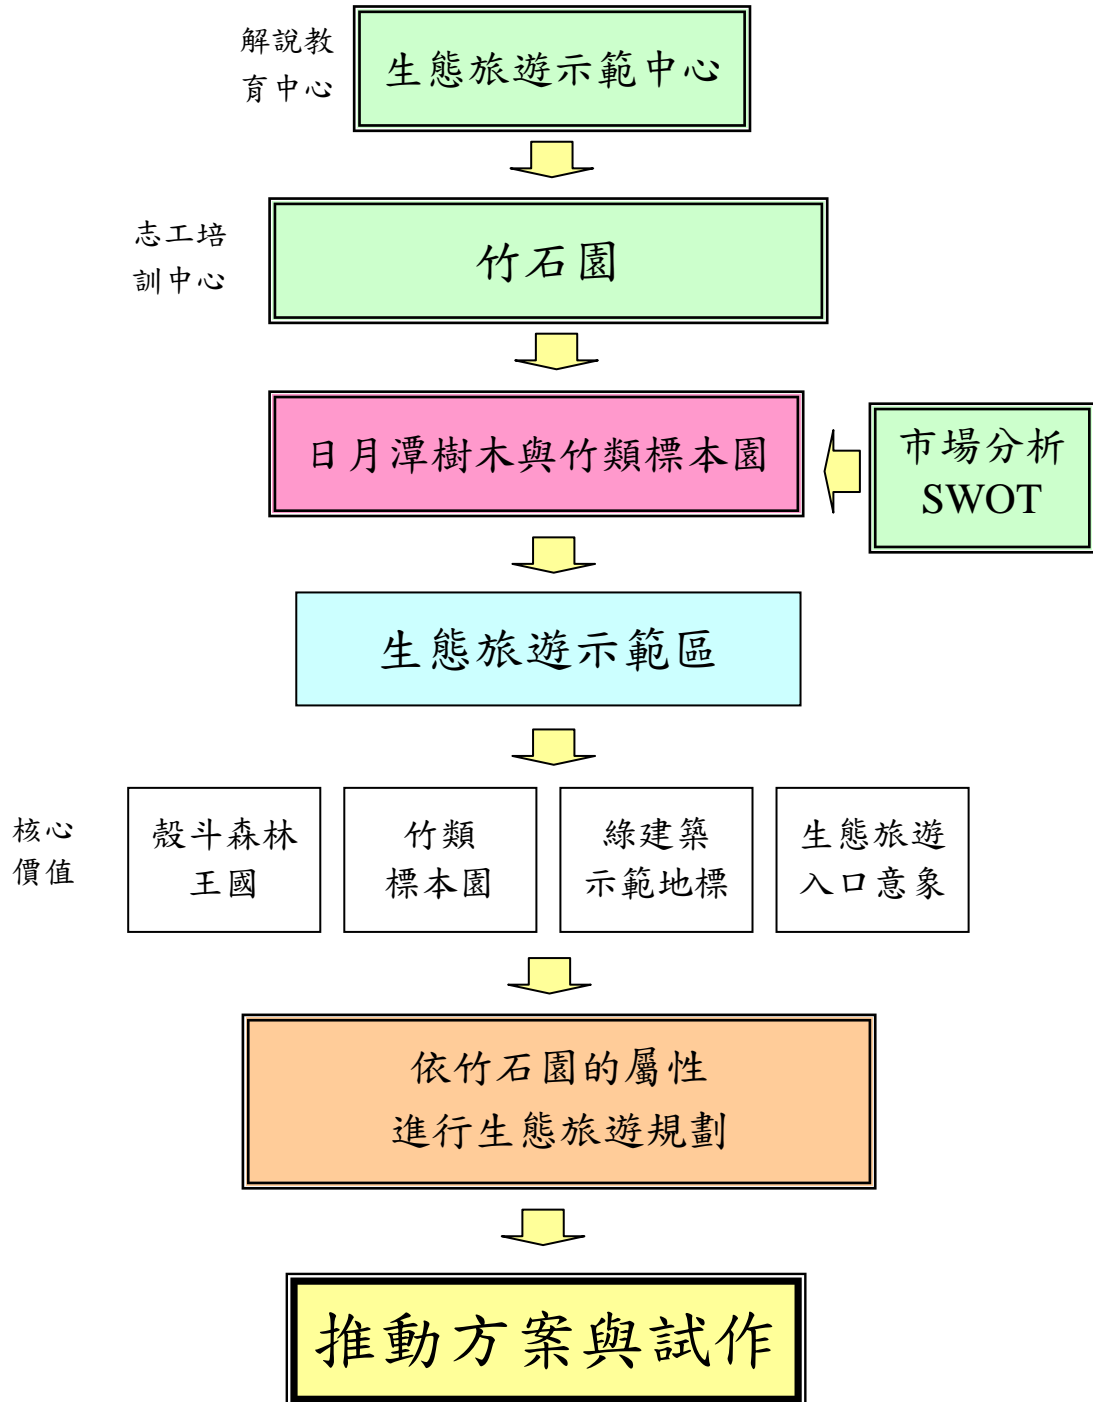 解說教
育中心
生態旅遊示範中心
志工培
訓中心
竹石園
日月潭樹木與竹類標本園
市場分析
SWOT
生態旅遊示範區
核心
價值
殼斗森林
王國
竹類
標本園
綠建築
示範地標
生態旅遊
入口意象
依竹石園的屬性
進行生態旅遊規劃
推動方案與試作